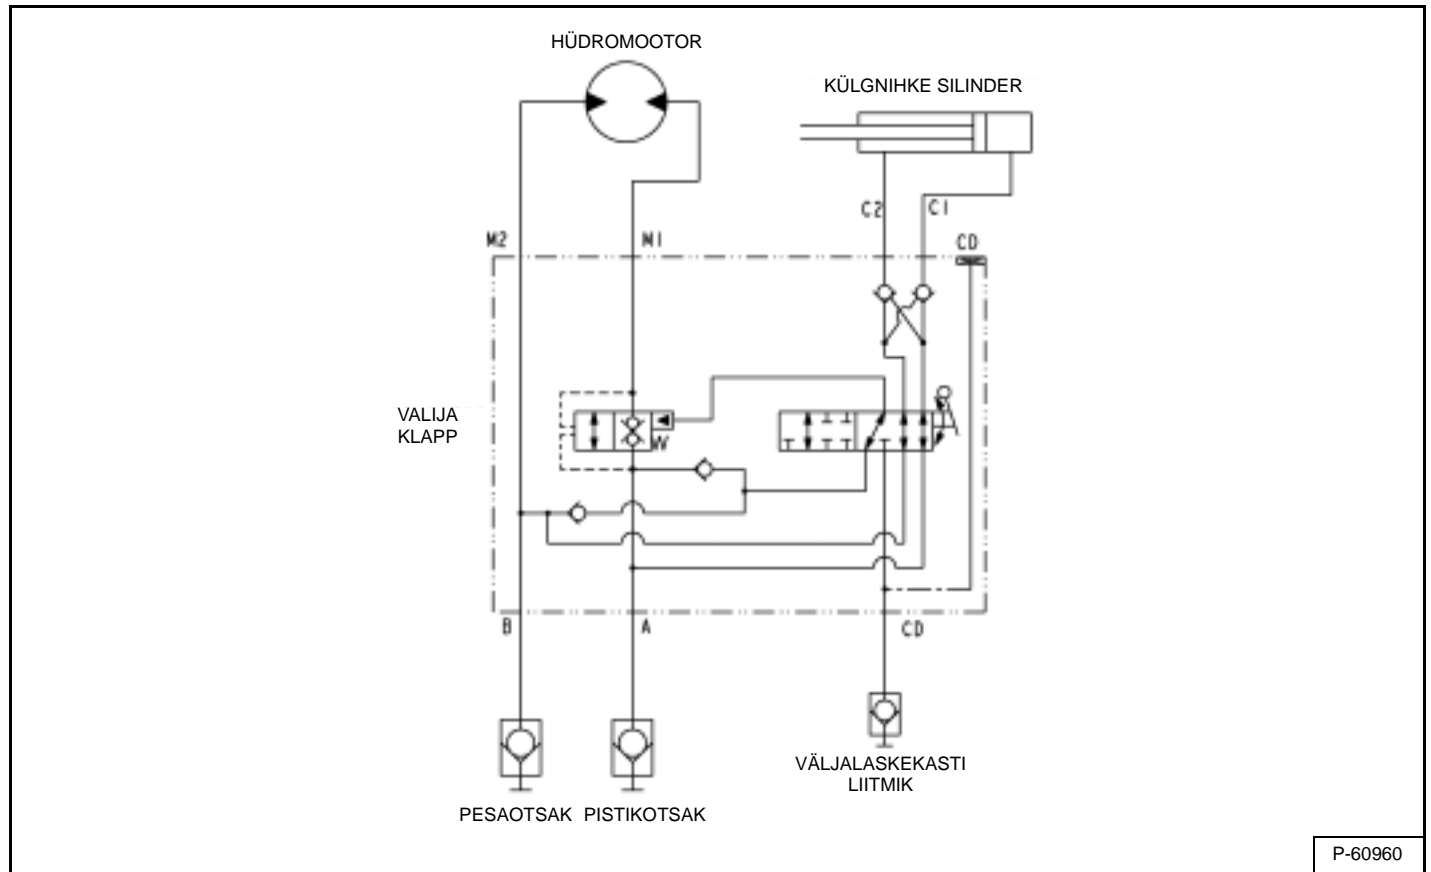 HÜDROMOOTOR
KÜLGNIHKE SILINDER
C2
C1
M2
M1
CD
VALIJA
KLAPP
W
B
A
CD
VÄLJALASKEKASTI
LIITMIK
PESAOTSAK PISTIKOTSAK
P-60960